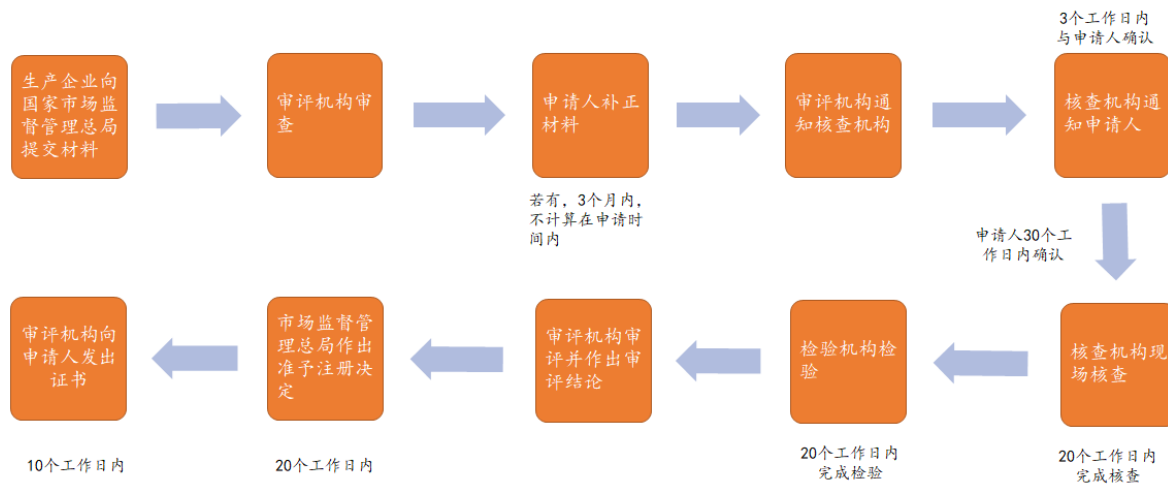 3个工作日内
与申请人确认
生产企业向
国家市场监
督管理总局
提交材料
审评机构审
查
申请人补正
材料
审评机构通
知核查机构
核查机构通
知申请人
若有，3个月内，
不计算在申请时
间内
申请人30个工
作日内确认
审评机构向
申请人发出
证书
市场监督管
理总局作出
准予注册决
定
审评机构审
评并作出审
评结论
检验机构检
验
核查机构现
场核查
10个工作日内
20个工作日内
20个工作日内
完成检验
20个工作日内
完成核查